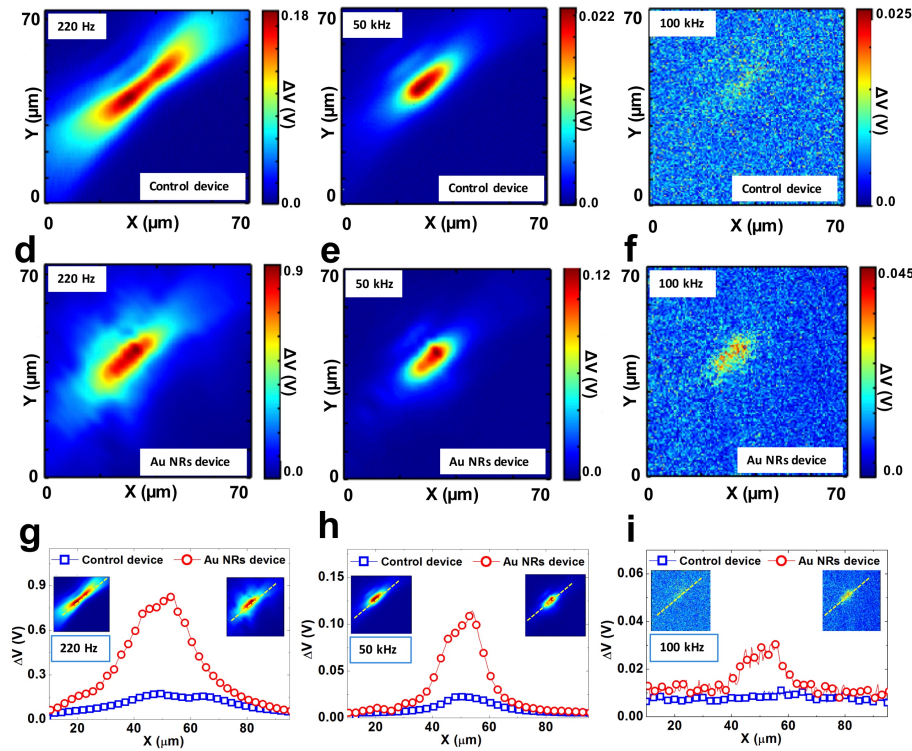 70
220 Hz
0.18
ΔV (V)
0.0
Y (µm)
Control device
0
0
X (µm)
70
50 kHz
0.022
ΔV (V)
0.0
Control device
0
X (µm)
70
70
100 kHz
0.025
ΔV (V)
0.0
Y (µm)
Control device
0
0
X (µm)
70
d
70
220 Hz
0.9
ΔV (V)
0.0
Y (µm)
Au NRs device
0
0
X (µm)
70
e
70
50 kHz
0.12
ΔV (V)
0.0
Y (µm)
Au NRs device
0
0
X (µm)
70
f
70
100 kHz
0.045
ΔV (V)
0.0
Y (µm)
Au NRs device
0
0
X (µm)
70
g
Control device
Au NRs device
220 Hz
ΔV (V)
0.9
0.6
0.3
0.0
20
40
60
80
X (µm)
h
Control device
Au NRs device
50 kHz
ΔV (V)
0.15
0.10
0.05
0.00
20
40
60
80
X (µm)
i
Control device
Au NRs device
100 kHz
ΔV (V)
0.06
0.04
0.02
0.00
20
40
60
80
X (µm)